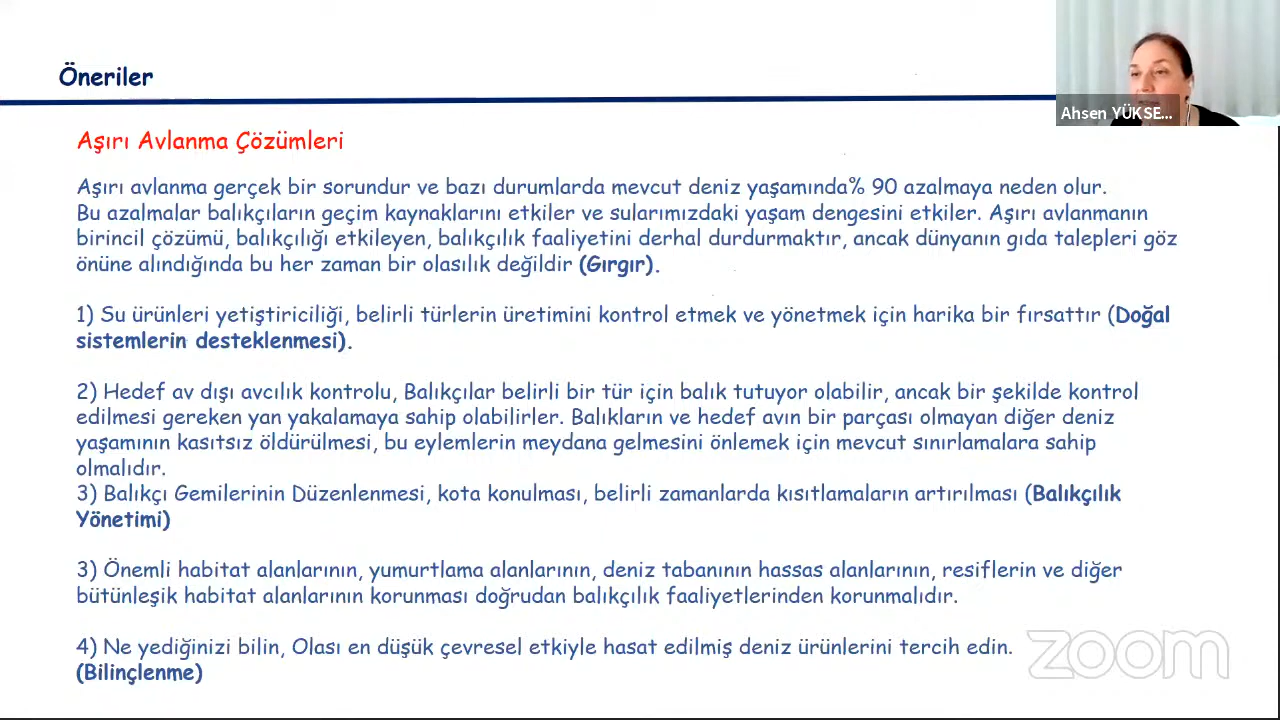 Öneriler
Ahsen YÜKSE...
Aşırı Avlanma Çözümleri
Aşırı avlanma gerçek bir sorundur ve bazı durumlarda mevcut deniz yaşamında% 90 azalmaya neden olur.
Bu azalmalar balıkçıların geçim kaynaklarını etkiler ve sularımızdaki yaşam dengesini etkiler. Aşırı avlanmanın
birincil çözümü, balıkçılığı etkileyen, balıkçılık faaliyetini derhal durdurmaktır, ancak dünyanın gıda talepleri göz
önüne alındığında bu her zaman bir olasılık değildir (Gırgır).
1) Su ürünleri yetiştiriciliği, belirli türlerin üretimini kontrol etmek ve yönetmek için harika bir fırsattır (Doğal
sistemlerin desteklenmesi).
2) Hedef av dışı avcılık kontrolu, Balıkçılar belirli bir tür için balık tutuyor olabilir, ancak bir şekilde kontrol
edilmesi gereken yan yakalamaya sahip olabilirler. Balıkların ve hedef avın bir parçası olmayan diğer deniz
yaşamının kasıtsız öldürülmesi, bu eylemlerin meydana gelmesini önlemek için mevcut sınırlamalara sahip
olmalıdır.
3) Balıkçı Gemilerinin Düzenlenmesi, kota konulması, belirli zamanlarda kısıtlamaların artırılması (Balıkçılık
Yönetimi)
3) Önemli habitat alanlarının, yumurtlama alanlarının, deniz tabanının hassas alanlarının, resiflerin ve diğer
bütünleşik habitat alanlarının korunması doğrudan balıkçılık faaliyetlerinden korunmalıdır.
4) Ne yediğinizi bilin, Olası en düşük çevresel etkiyle hasat edilmiş deniz ürünlerini tercih edin.
(Bilinçlenme)
zoom